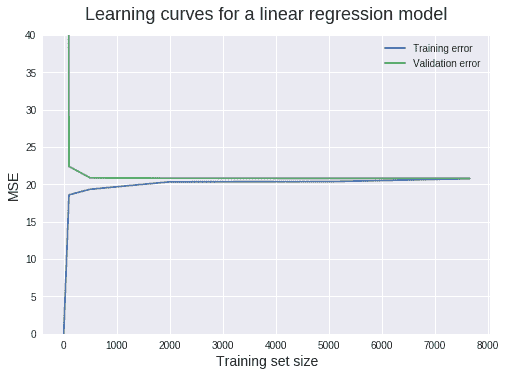 Learning curves for a linear regression model
40
35
30
25
20
15
10
5
0
MSE
Training error
Validation error
0 1000 2000 3000 4000 5000 6000 7000 8000
Training set size